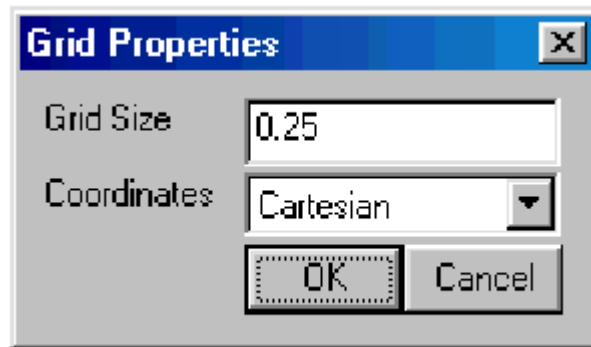 Grid Properties
Grid Size 0.25
Coordinates Cartesian
OK Cancel